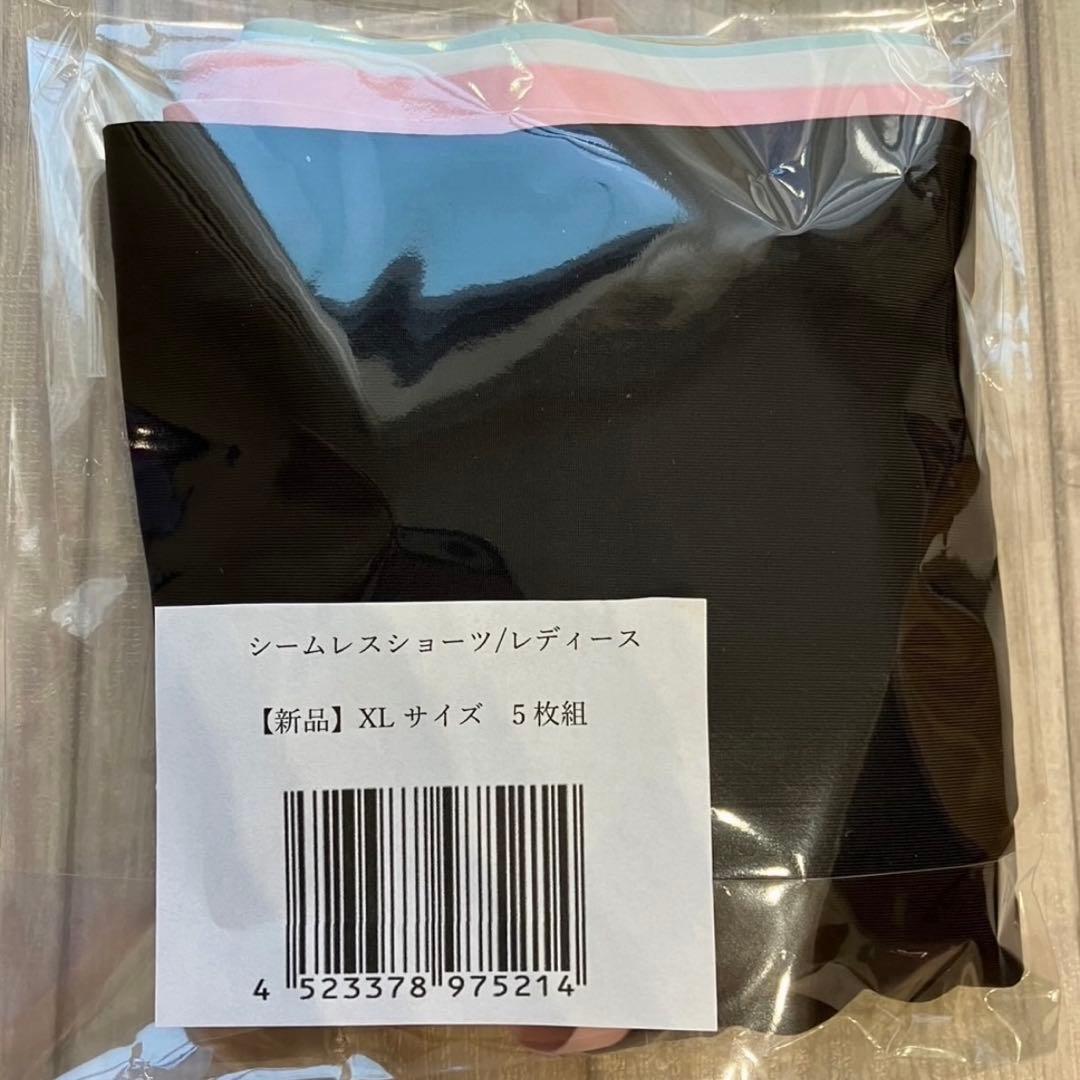 シームレスショーツ/レディース
【新品】XL サイズ　5 枚組
4 523378 975214